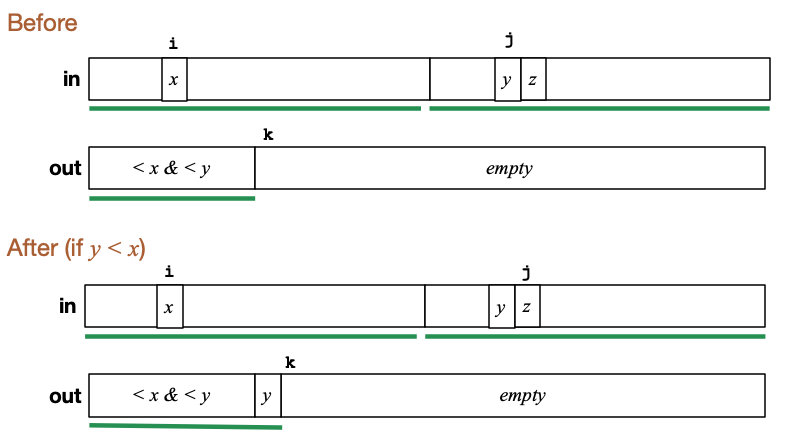 Before
i j
in x y z
k
out < x & < y empty
After (if y < x)
i j
in x y z
k
out < x & < y y empty